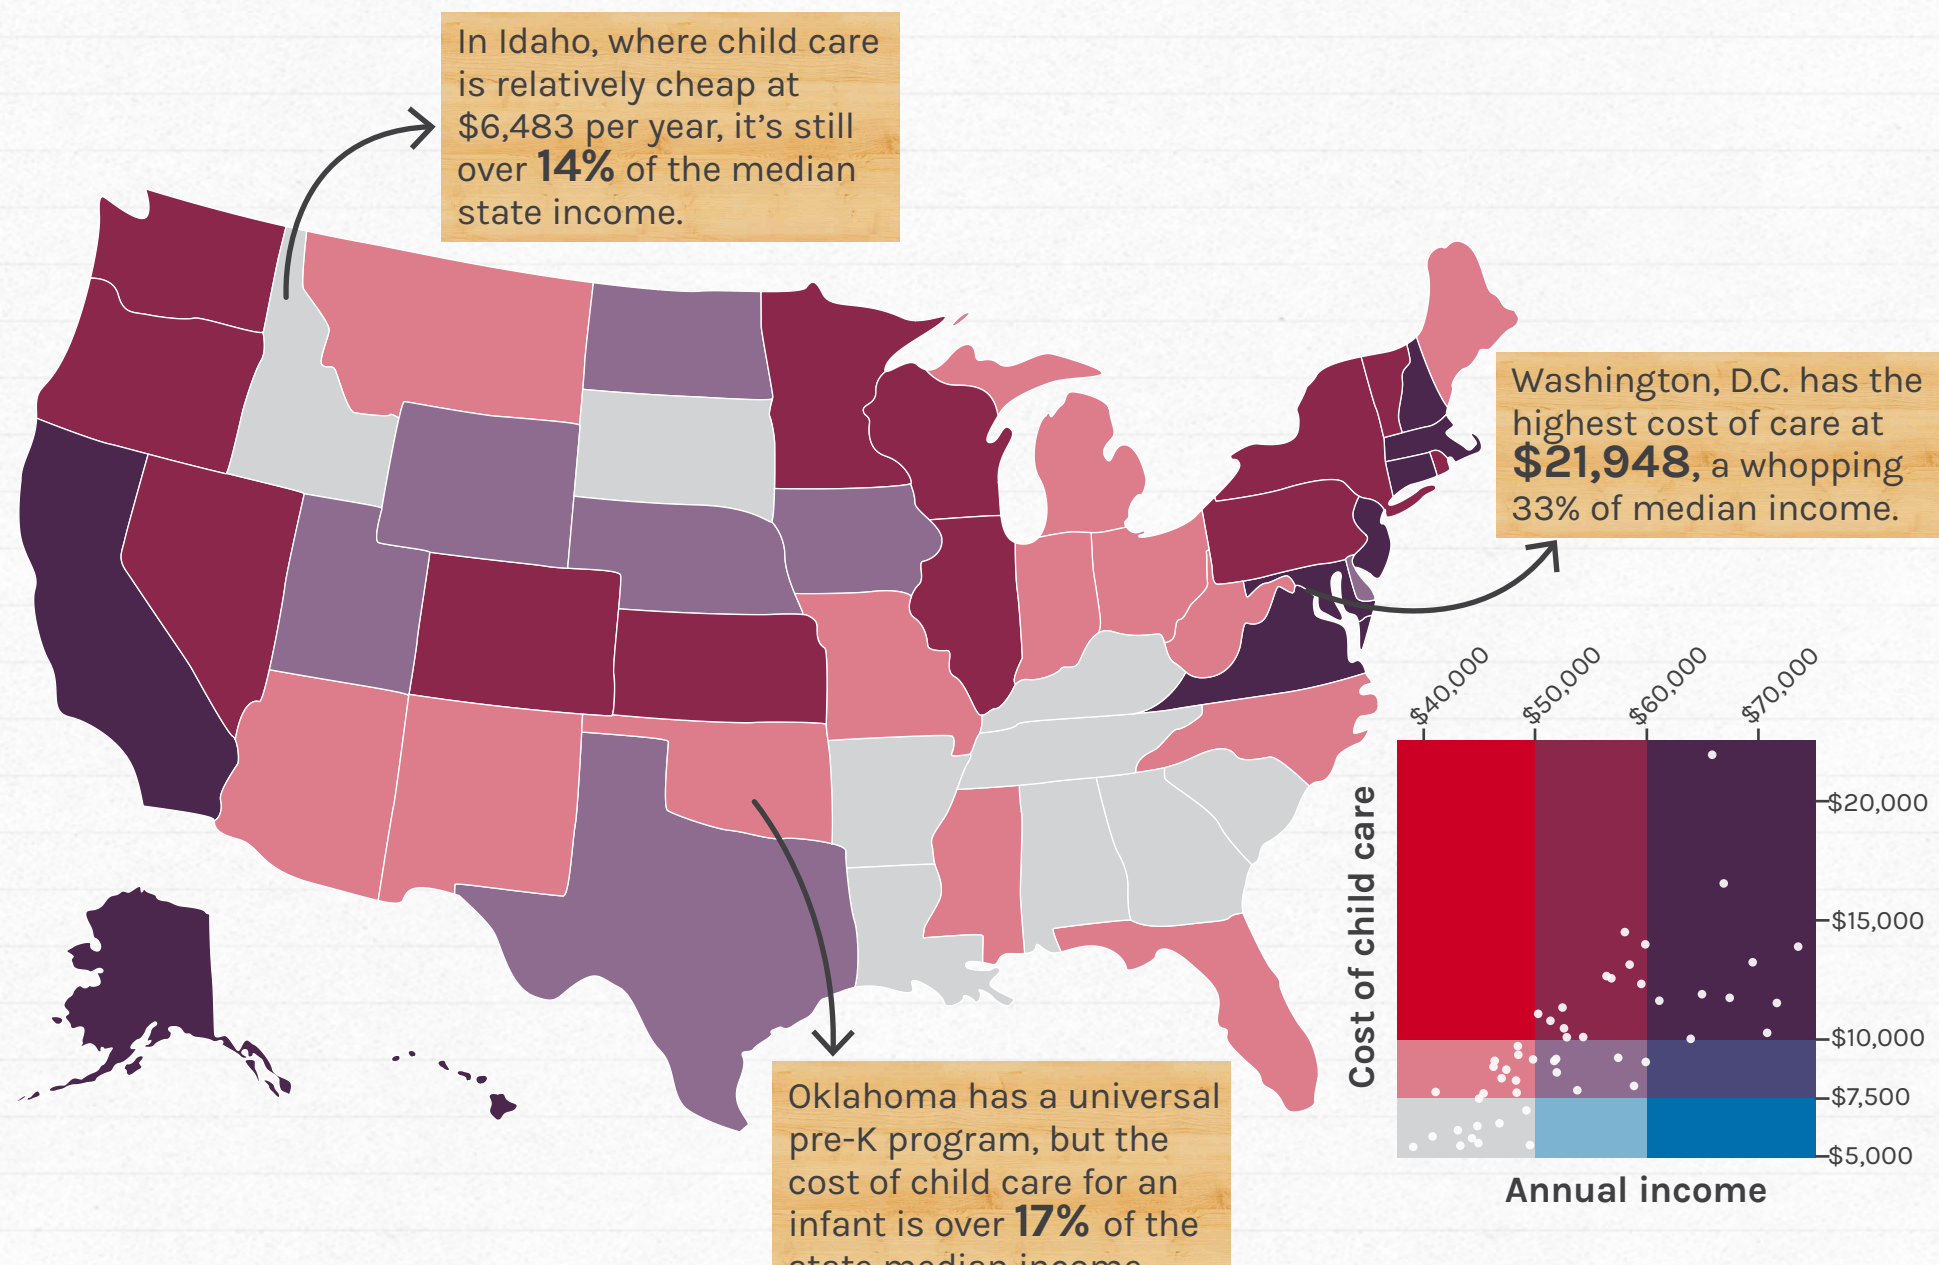 In Idaho, where child care
is relatively cheap at
$6,483 per year, it's still
over 14% of the median
state income.
Washington, D.C. has the
highest cost of care at
$21,948, a whopping
33% of median income.
$40,000
$50,000
$60,000
$70,000
Cost of child care
$20,000
$15,000
$10,000
$7,500
$5,000
Annual income
Oklahoma has a universal
pre-K program, but the
cost of child care for an
infant is over 17% of the
state median income.